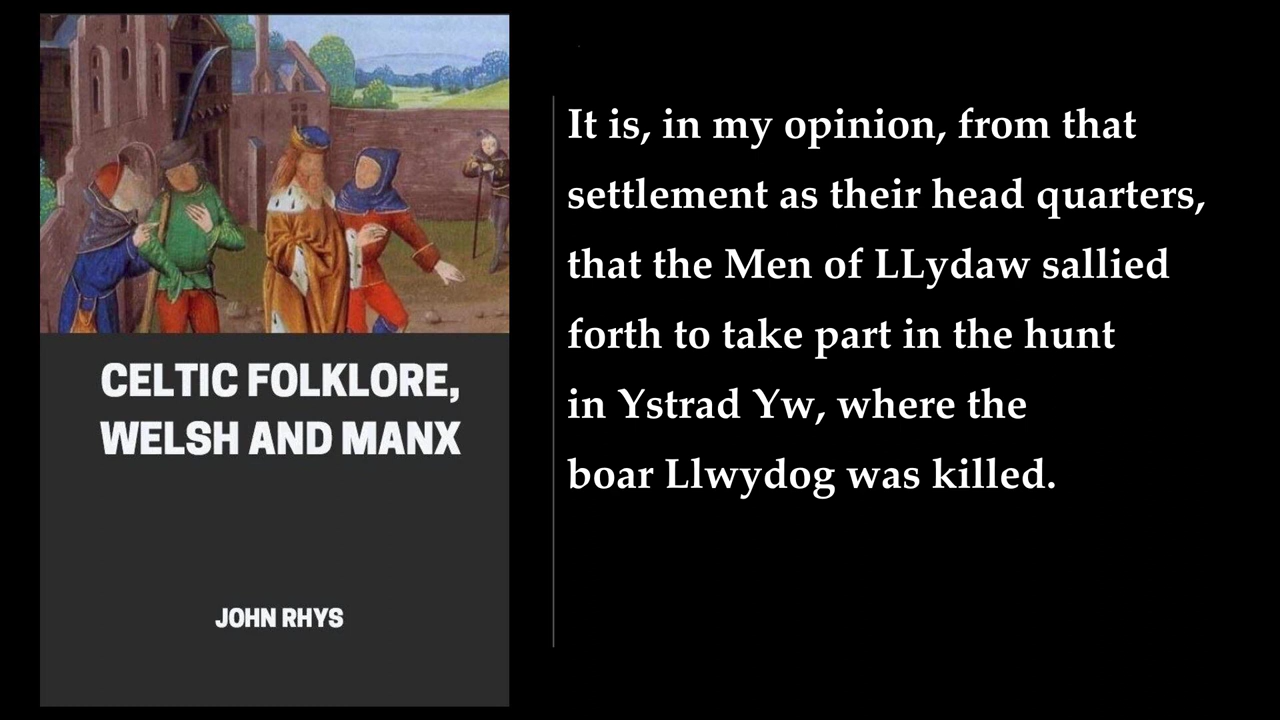 CELTIC FOLKLORE,
WELSH AND MANX
JOHN RHYS
It is, in my opinion, from that
settlement as their head quarters,
that the Men of LLydaw sallied
forth to take part in the hunt
in Ystrad Yw, where the
boar Llwydog was killed.